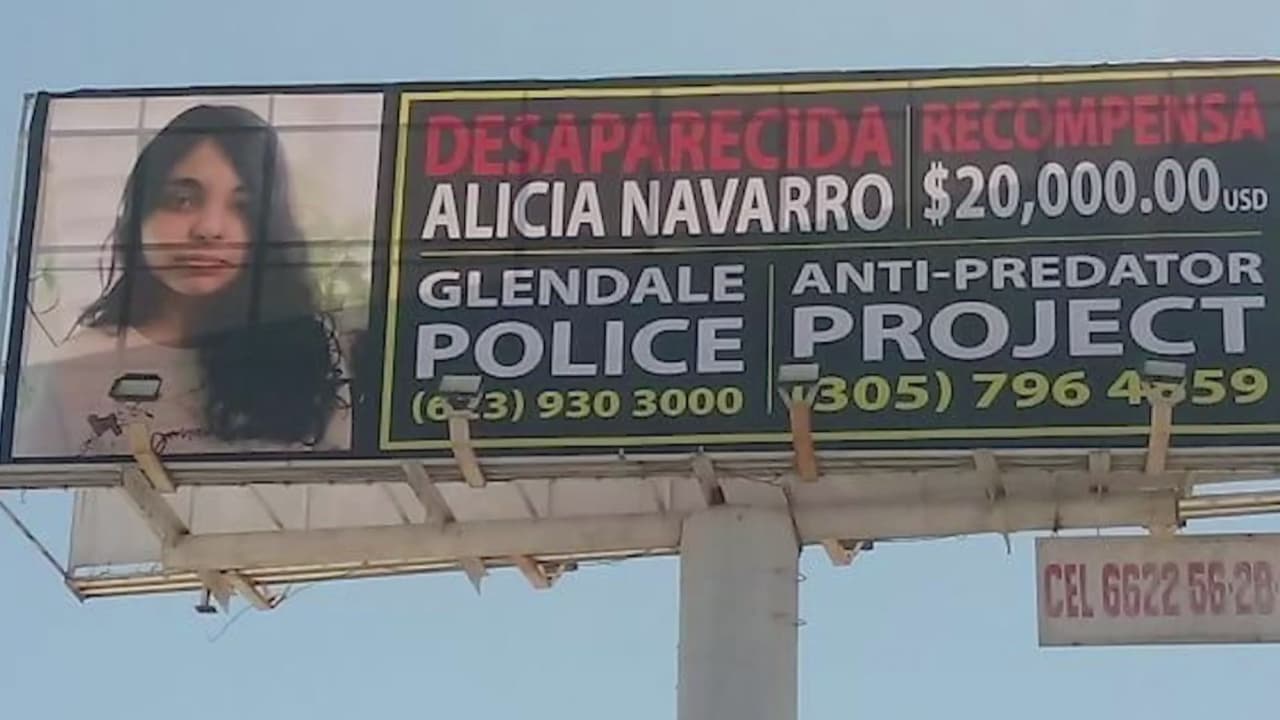 DESAPARECIDA
ALICIA NAVARRO
RECOMPENSA
$20,000.00 USD
GLENDALE
POLICE
930 3000
ANTI-PREDATOR
PROJECT
(305) 796
CEL 6622 56-28